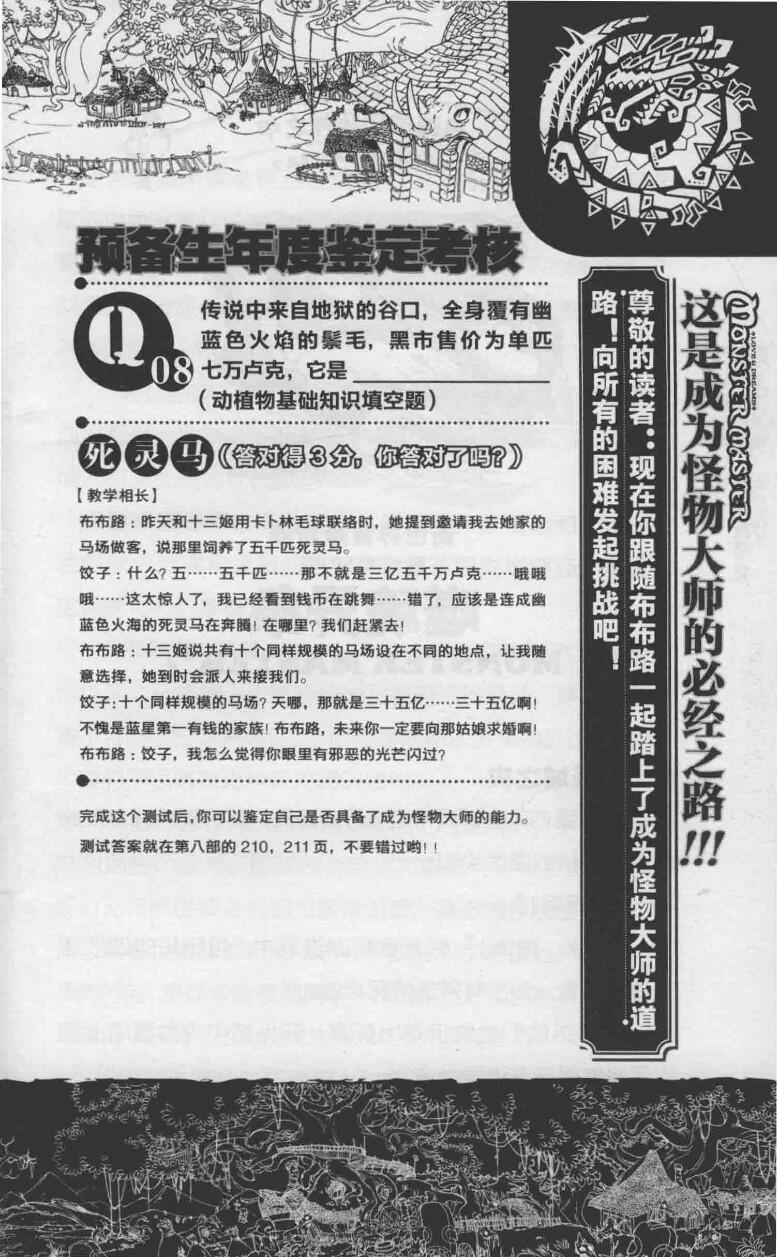 预备生年度鉴定考核
Q
08
传说中来自地狱的谷口，全身覆有幽
蓝色火焰的鬃毛，黑市售价为单匹
七万卢克，它是____________
（动植物基础知识填空题）
死灵马（答对得3分，你答对了吗？）
【教学相长】
布布路：昨天和十三姬用卡卜林毛球联络时，她提到邀请我去她家的
马场做客，说那里饲养了五千匹死灵马。
饺子：什么？五……五千匹……那不就是三亿五千万卢克……哦哦
哦……这太惊人了，我已经看到钱币在跳舞……错了，应该是连成幽
蓝色火海的死灵马在奔腾！在哪里？我们赶紧去！
布布路：十三姬说共有十个同样规模的马场设在不同的地点，让我随
意选择，她到时会派人来接我们。
饺子：十个同样规模的马场？天哪，那就是三十五亿……三十五亿啊！
不愧是蓝星第一有钱的家族！布布路，未来你一定要向那姑娘求婚啊！
布布路：饺子，我怎么觉得你眼里有邪恶的光芒闪过？
完成这个测试后，你可以鉴定自己是否具备了成为怪物大师的能力。
测试答案就在第八部的210，211页，不要错过哟！！
MONSTER MASTER
这是成为怪物大师的必经之路!!!
尊敬的读者：现在你跟随布布路一起踏上了成为怪物大师的道
路！向所有的困难发起挑战吧！